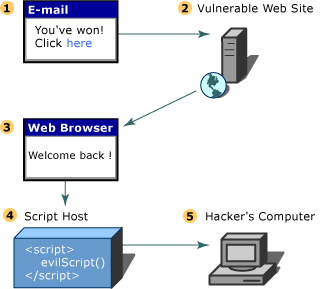 1
E-mail
You've won!
Click here
2
Vulnerable Web Site
3
Web Browser
Welcome back !
4
Script Host
<script>
evilScript()
</script>
5
Hacker's Computer